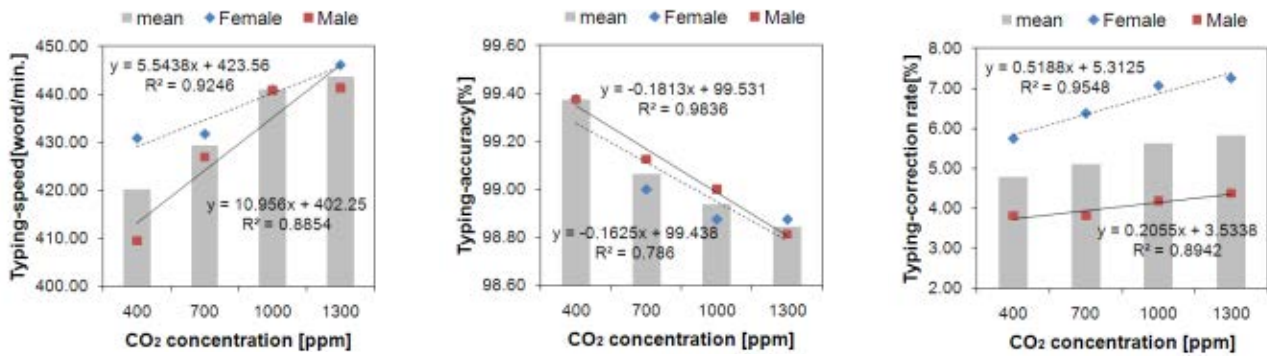 mean Female Male
Typing-speed[word/min.]
450.00
440.00
430.00
420.00
410.00
400.00
y = 5.5438x + 423.56
R² = 0.9246
y = 10.956x + 402.25
R² = 0.8854
400 700 1000 1300
CO₂ concentration [ppm]
mean Female Male
Typing-accuracy[%]
99.60
99.40
99.20
99.00
98.80
98.60
y = -0.1813x + 99.531
R² = 0.9836
y = -0.1625x + 99.438
R² = 0.786
400 700 1000 1300
CO₂ concentration [ppm]
mean Female Male
Typing-correction rate[%]
8.00
7.00
6.00
5.00
4.00
3.00
2.00
y = 0.5188x + 5.3125
R² = 0.9548
y = 0.2055x + 3.5338
R² = 0.8942
400 700 1000 1300
CO₂ concentration [ppm]